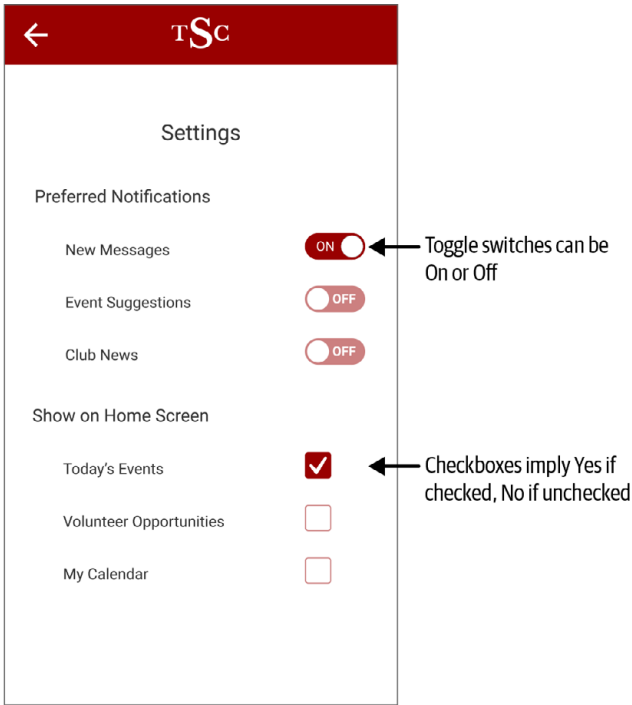 TSC
Settings
Preferred Notifications
New Messages
ON
Toggle switches can be
On or Off
Event Suggestions
OFF
Club News
OFF
Show on Home Screen
Today’s Events
Checkboxes imply Yes if
checked, No if unchecked
Volunteer Opportunities
My Calendar